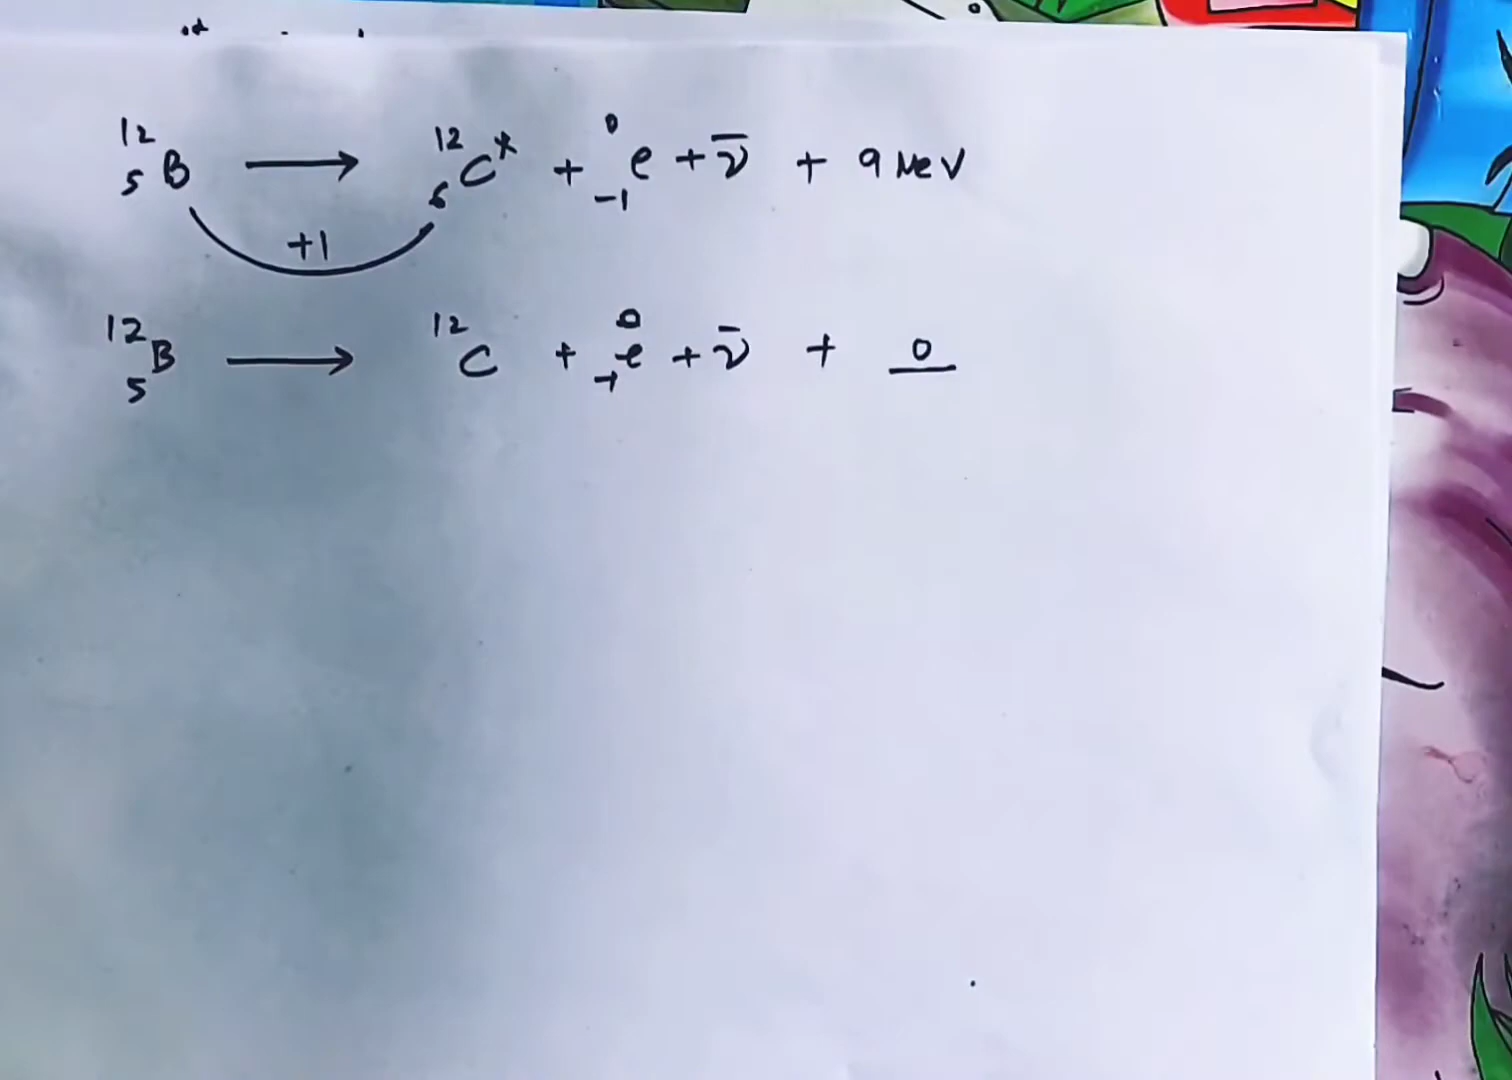 ¹²₅B ⟶ ¹²₆C* + ⁰₋₁e + ν̄ + 9 MeV
+1
¹²₅B ⟶ ¹²C + ⁰₋₁e + ν̄ + 0